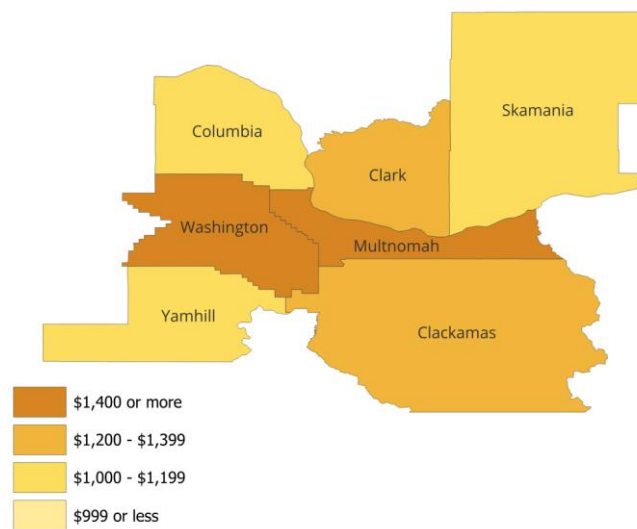 Skamania
Columbia
Clark
Washington
Multnomah
Yamhill
Clackamas
$1,400 or more
$1,200 - $1,399
$1,000 - $1,199
$999 or less